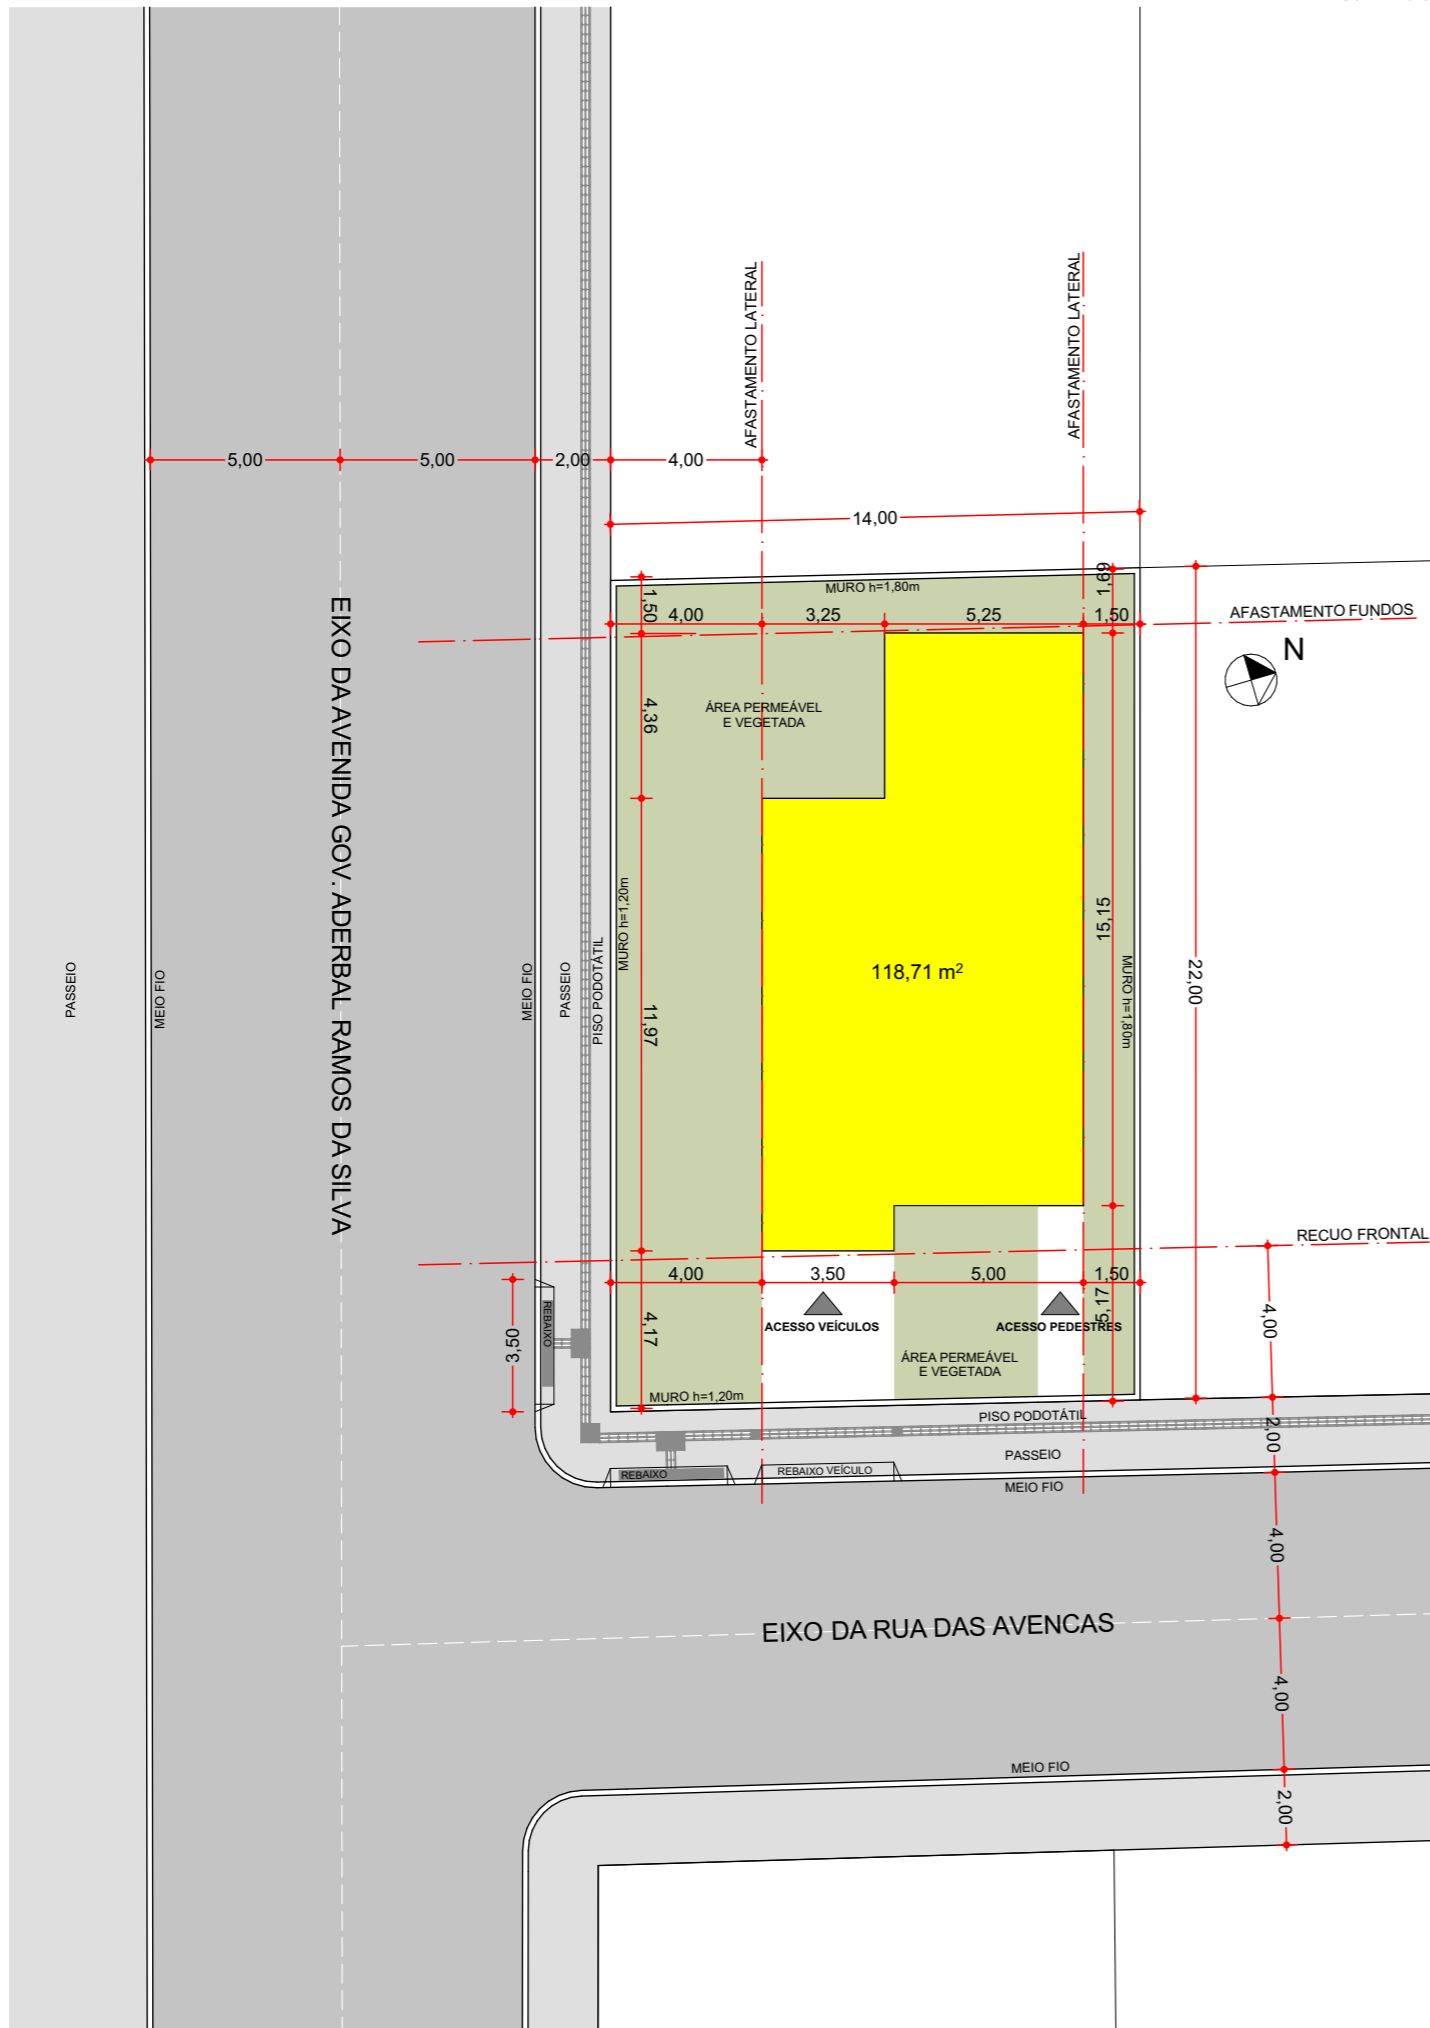 AFASTAMENTO LATERAL
AFASTAMENTO LATERAL
5,00
5,00
2,00
4,00
14,00
1,69
MURO h=1,80m
1,50
4,00
3,25
5,25
1,50
AFASTAMENTO FUNDOS
N
EIXO DA AVENIDA GOV. ADERBAL RAMOS DA SILVA
4,36
ÁREA PERMEÁVEL
E VEGETADA
MURO h=1,20m
15,15
118,71 m²
PASSEIO
MEIO FIO
MEIO FIO
PASSEIO
PISO PODOTÁTIL
11,97
MURO h=1,80m
22,00
RECUO FRONTAL
4,00
3,50
5,00
1,50
REBAIXO
3,50
4,17
ACESSO VEÍCULOS
5,17
ACESSO PEDESTRES
4,00
ÁREA PERMEÁVEL
E VEGETADA
MURO h=1,20m
PISO PODOTÁTIL
2,00
PASSEIO
REBAIXO
REBAIXO VEÍCULO
MEIO FIO
4,00
EIXO DA RUA DAS AVENCAS
4,00
MEIO FIO
2,00